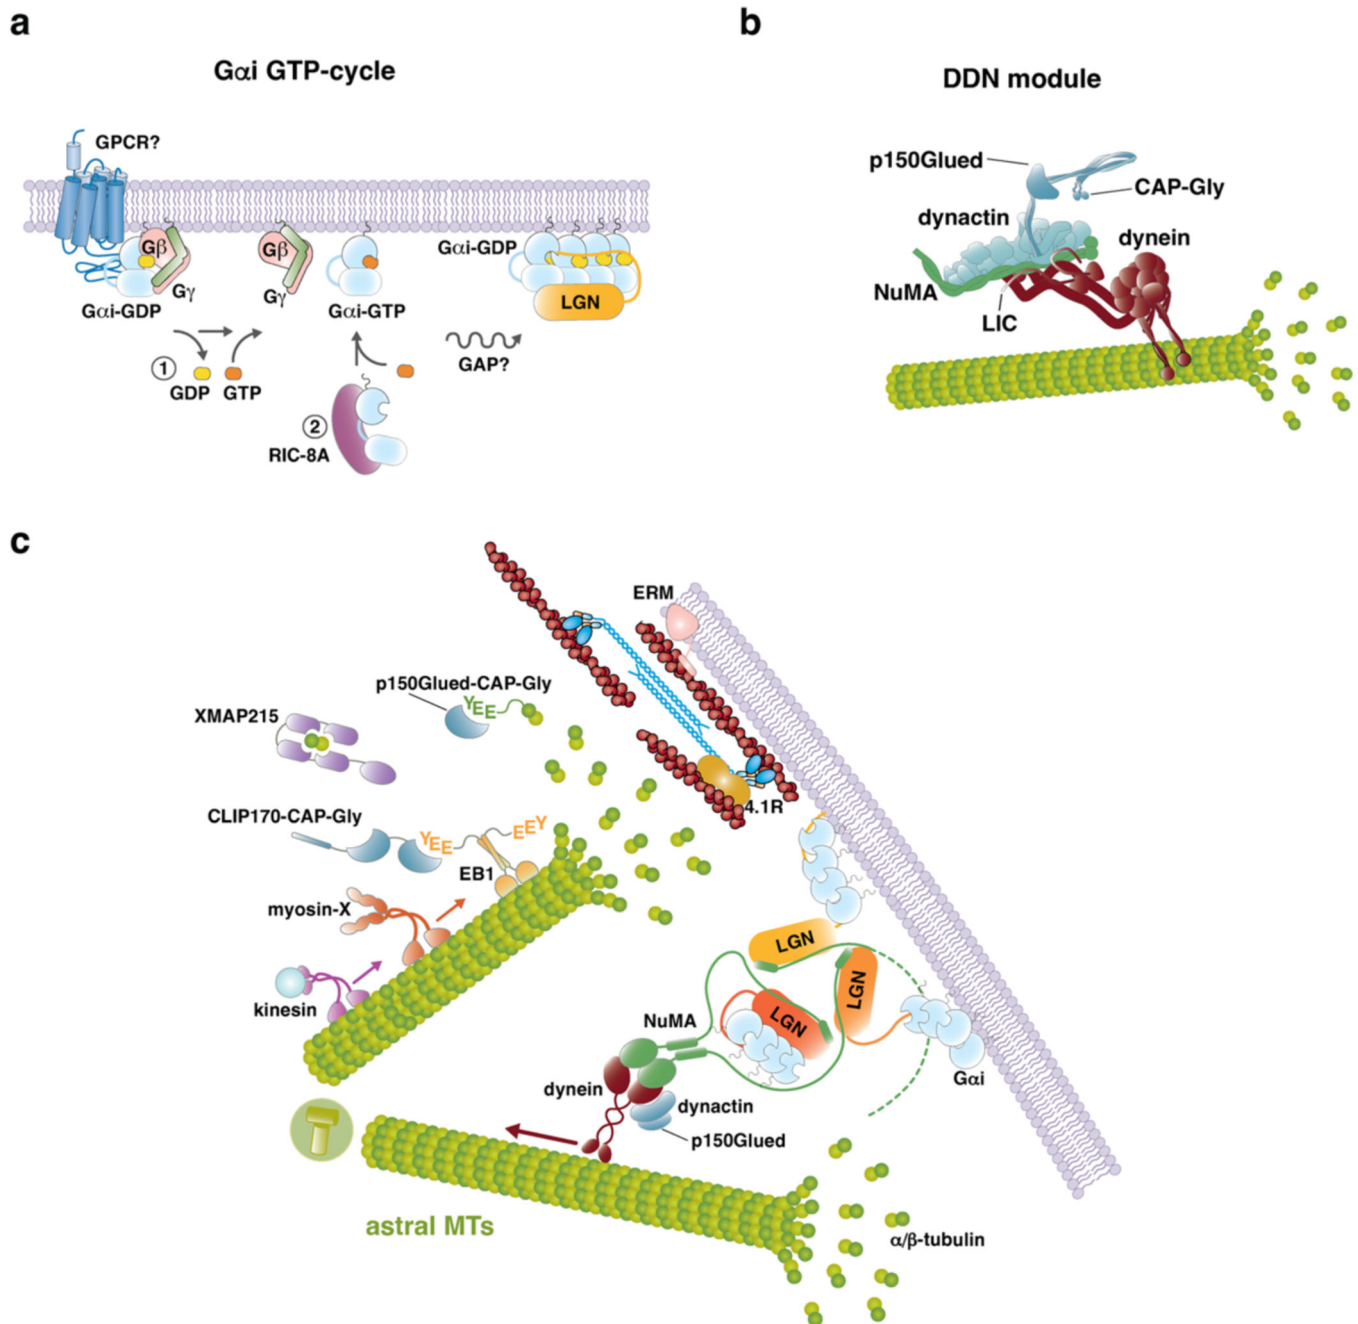 a
Gαi GTP-cycle
GPCR?
Gβ
Gγ
Gαi-GDP
Gβ
Gγ
Gαi-GTP
Gαi-GDP
LGN
1
GDP GTP
GAP?
2
RIC-8A
b
DDN module
p150Glued
CAP-Gly
dynactin
dynein
NuMA
LIC
c
ERM
p150Glued-CAP-Gly
YEE
XMAP215
4.1R
CLIP170-CAP-Gly
YEE
EEY
EB1
myosin-X
kinesin
LGN
LGN
LGN
NuMA
Gαi
dynein
dynactin
p150Glued
astral MTs
α/β-tubulin